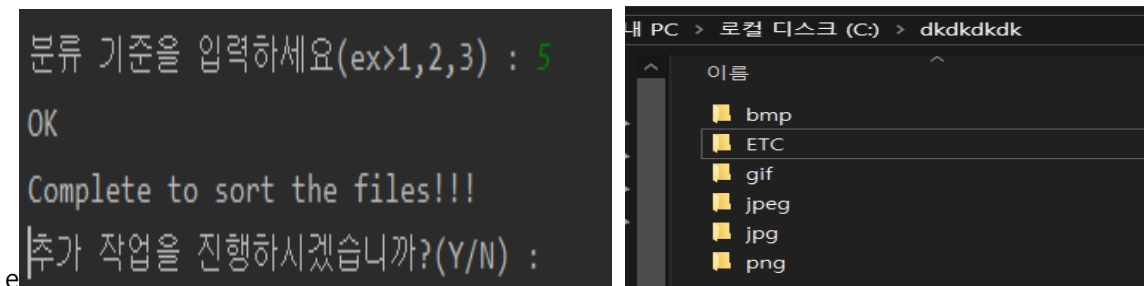 분류 기준을 입력하세요(ex>1,2,3) : 5
OK
Complete to sort the files!!!
추가 작업을 진행하시겠습니까?(Y/N) :
e
내 PC > 로컬 디스크 (C:) > dkdkdkdk
이름
bmp
ETC
gif
jpeg
jpg
png